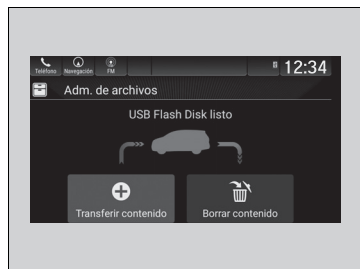 Teléfono Navegación FM 12:34
Adm. de archivos
USB Flash Disk listo
Transferir contenido Borrar contenido